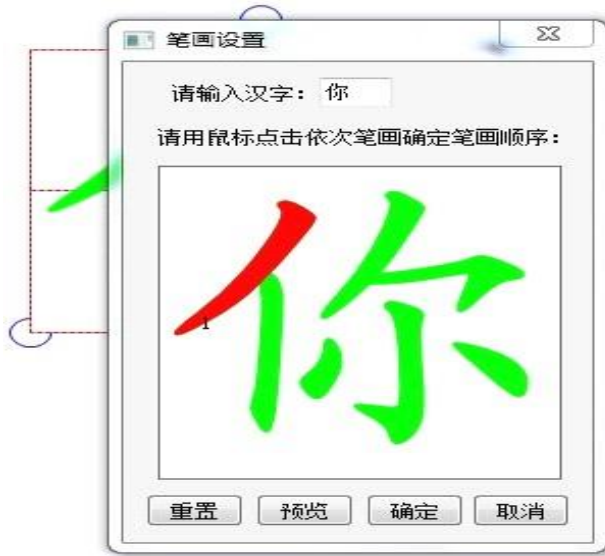 笔画设置
请输入汉字：你
请用鼠标点击依次笔画确定笔画顺序：
你
1
重置 预览 确定 取消